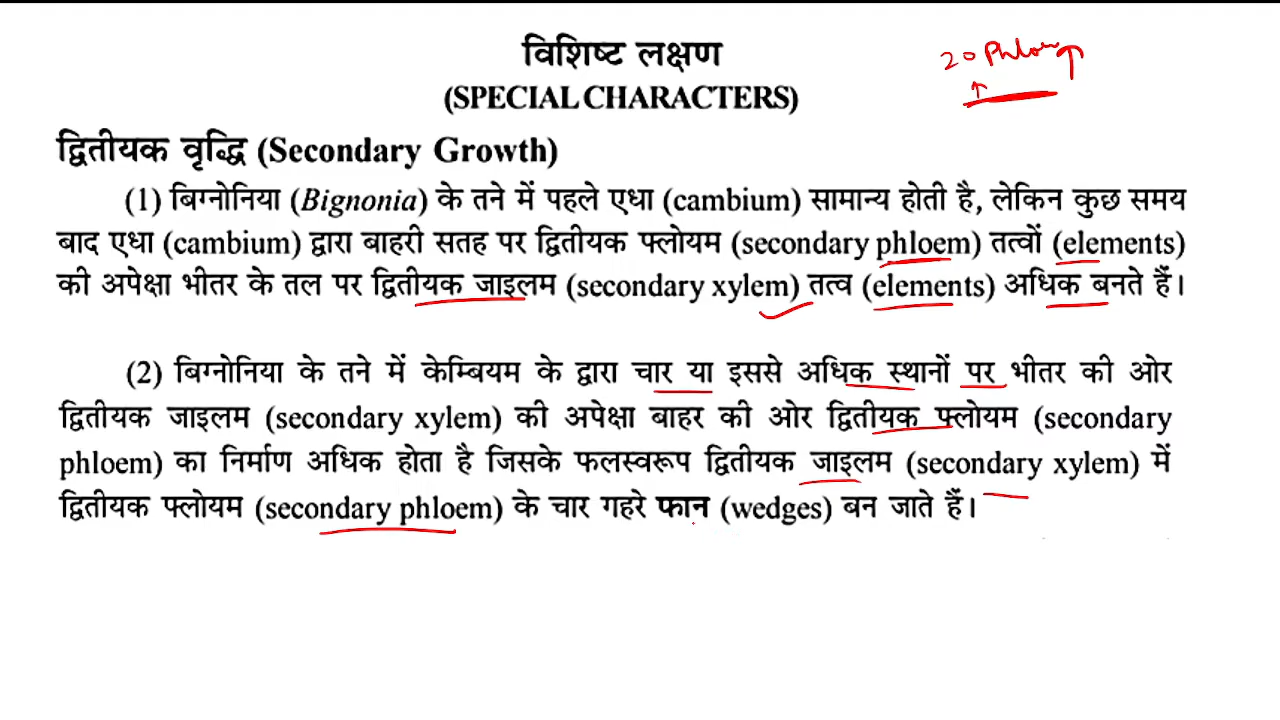 विशिष्ट लक्षण
(SPECIAL CHARACTERS)
20 Phloem
द्वितीयक वृद्धि (Secondary Growth)
(1) बिग्नोनिया (Bignonia) के तने में पहले एधा (cambium) सामान्य होती है, लेकिन कुछ समय
बाद एधा (cambium) द्वारा बाहरी सतह पर द्वितीयक फ्लोयम (secondary phloem) तत्वों (elements)
की अपेक्षा भीतर के तल पर द्वितीयक जाइलम (secondary xylem) तत्व (elements) अधिक बनते हैं।
(2) बिग्नोनिया के तने में केम्बियम के द्वारा चार या इससे अधिक स्थानों पर भीतर की ओर
द्वितीयक जाइलम (secondary xylem) की अपेक्षा बाहर की ओर द्वितीयक फ्लोयम (secondary
phloem) का निर्माण अधिक होता है जिसके फलस्वरूप द्वितीयक जाइलम (secondary xylem) में
द्वितीयक फ्लोयम (secondary phloem) के चार गहरे फान (wedges) बन जाते हैं।